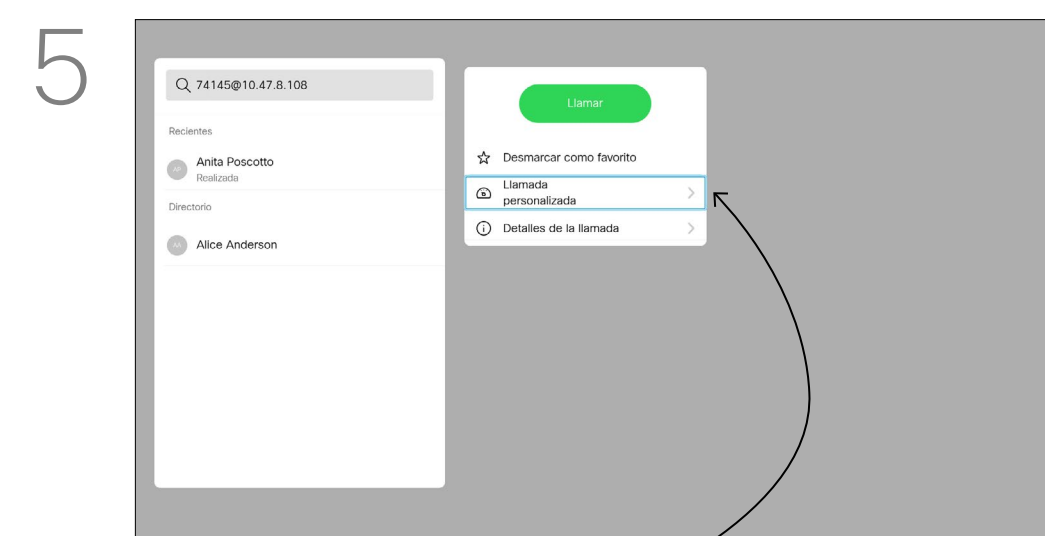 5
74145@10.47.8.108
Recientes
AP
Anita Poscotto
Realizada
Directorio
AA
Alice Anderson
Llamar
Desmarcar como favorito
Llamada
personalizada
Detalles de la llamada